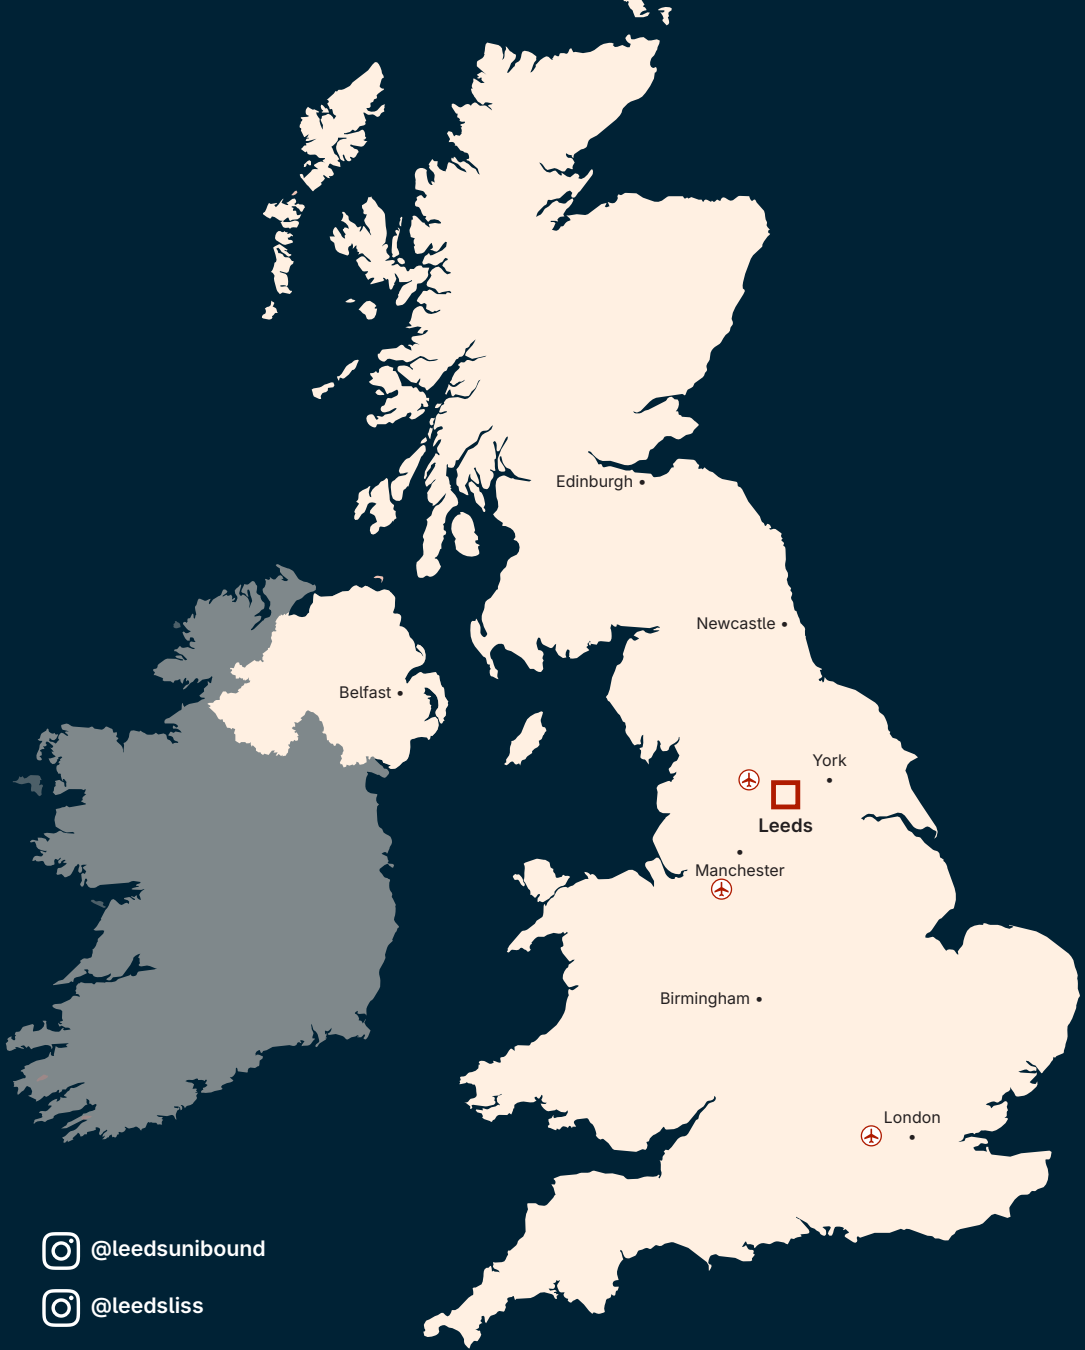 Edinburgh
Newcastle
Belfast
York
Leeds
Manchester
Birmingham
London
@leedsunibound
@leedsliss